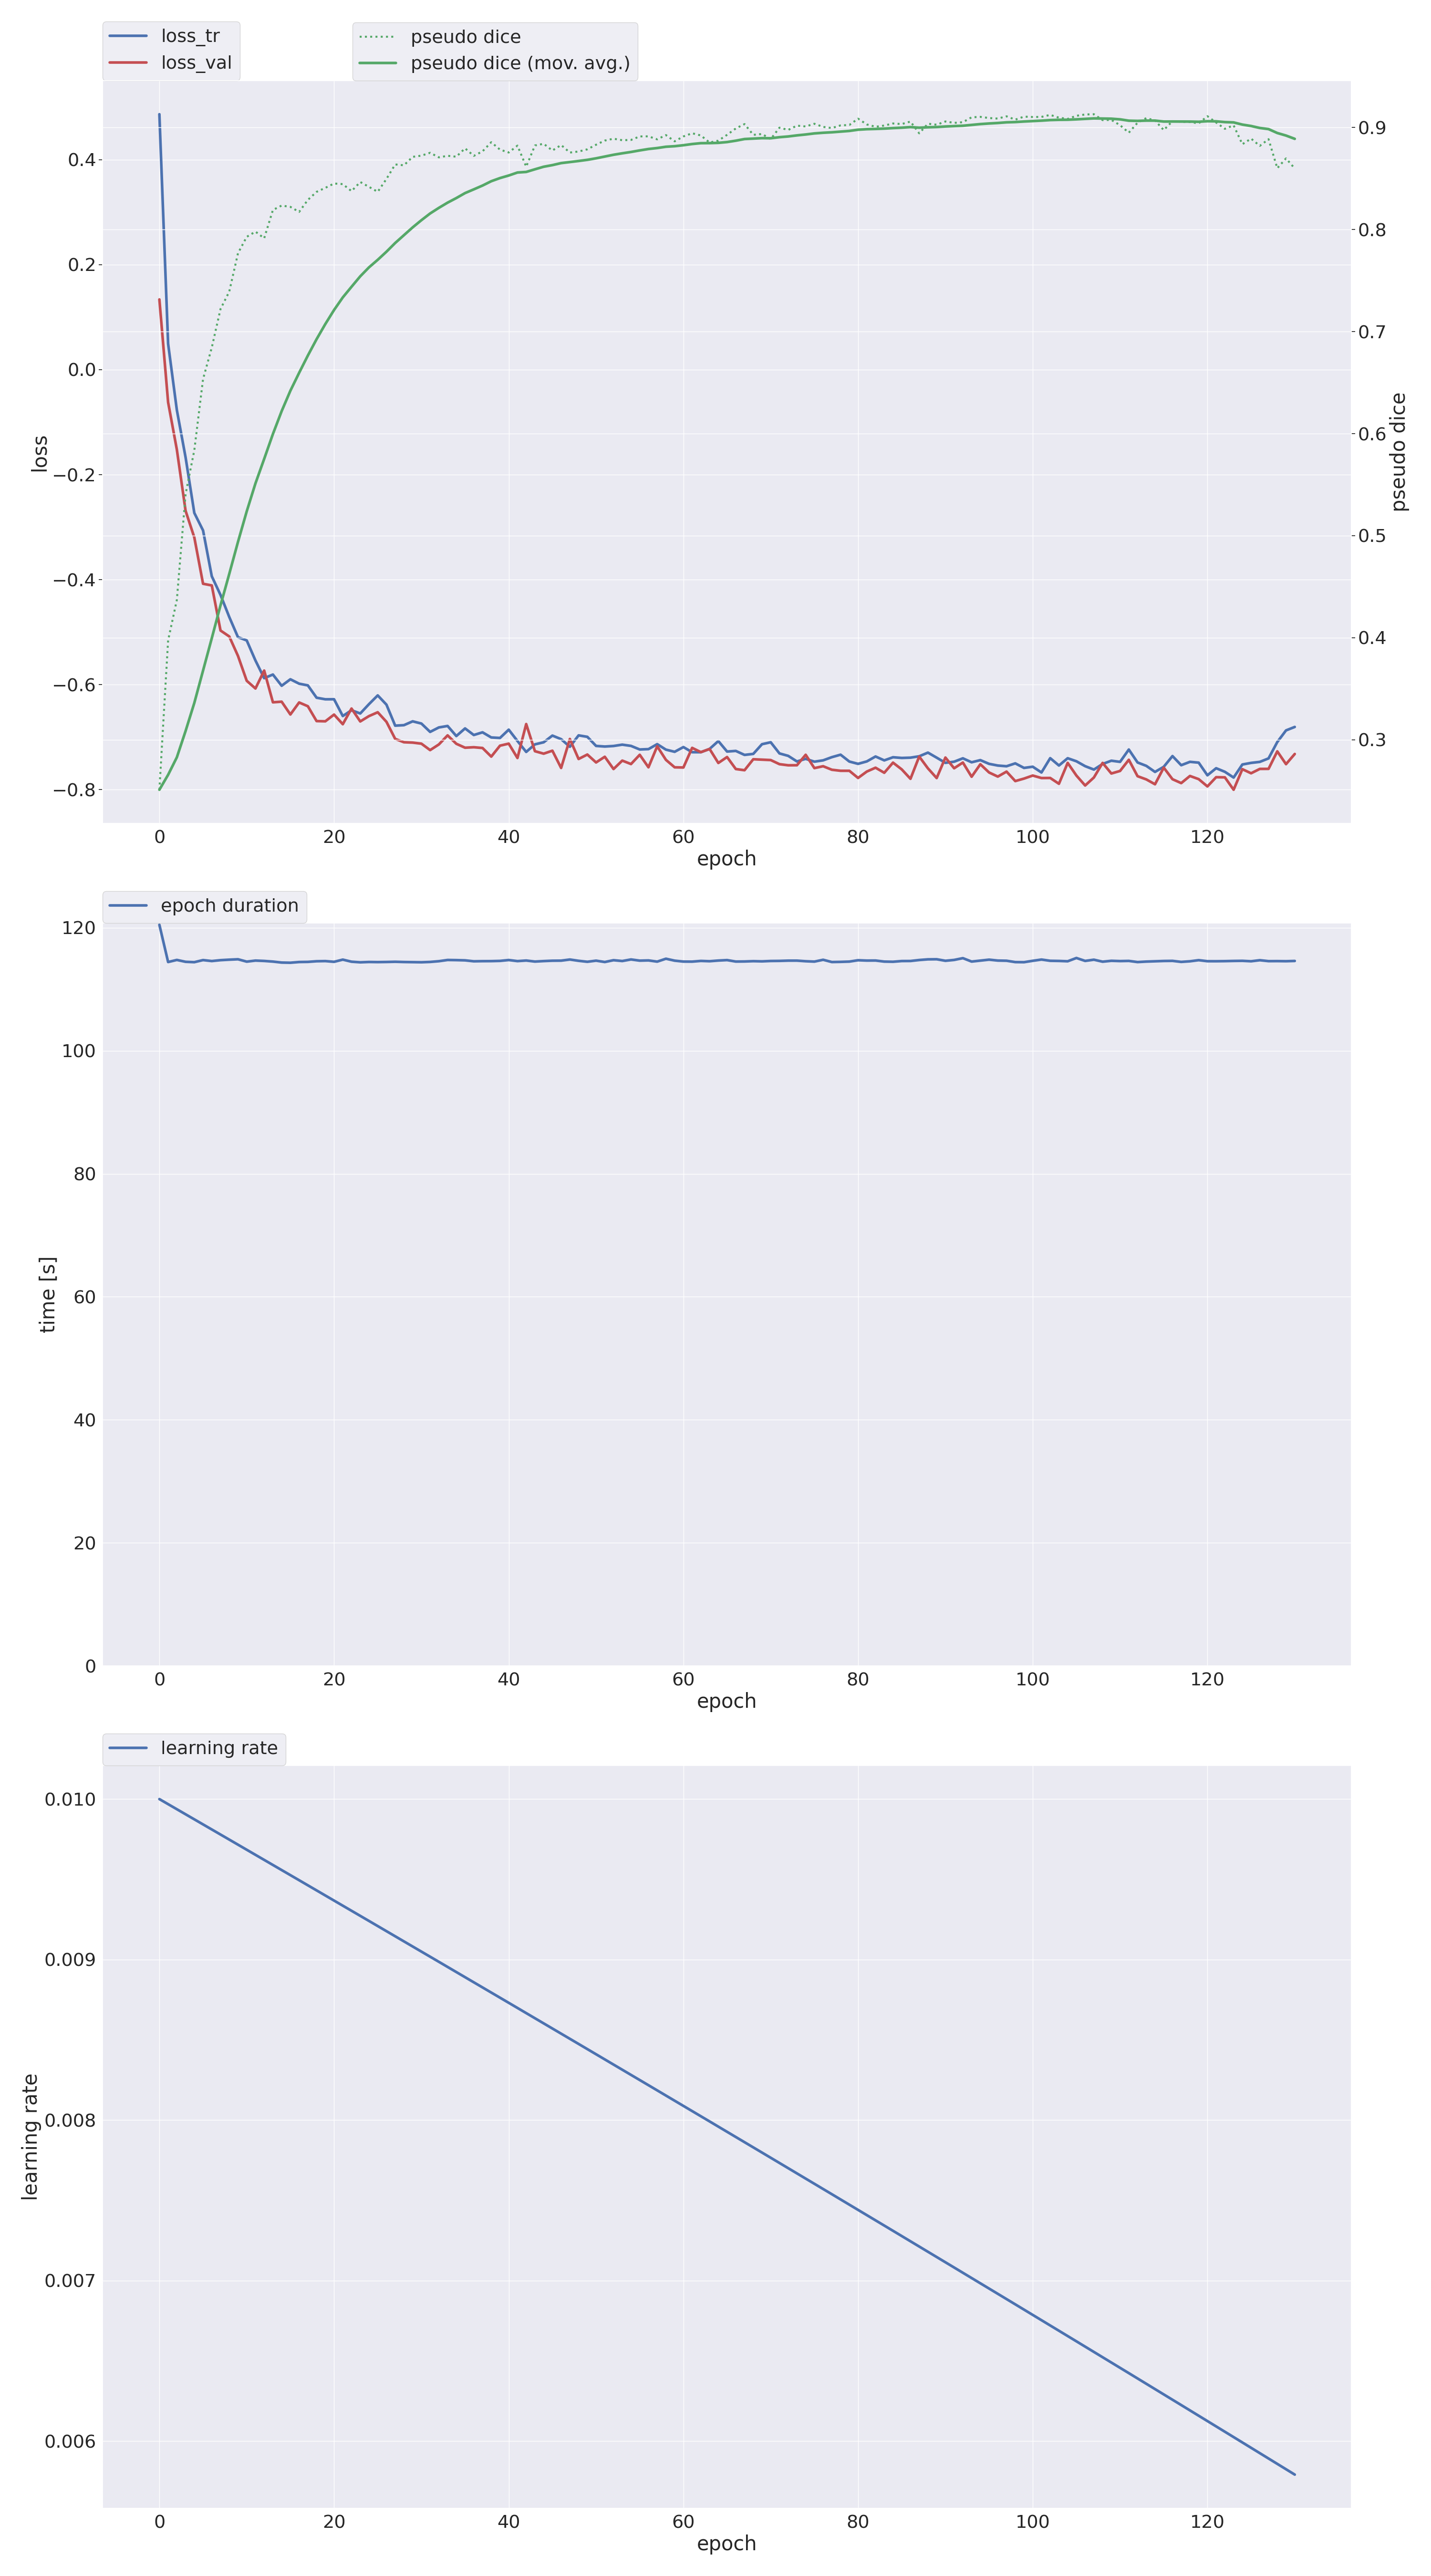 loss_tr
loss_val
pseudo dice
pseudo dice (mov. avg.)
0.4
0.2
0.0
−0.2
−0.4
−0.6
−0.8
loss
0.9
0.8
0.7
0.6
0.5
0.4
0.3
pseudo dice
0 20 40 60 80 100 120
epoch
epoch duration
120
100
80
60
40
20
0
time [s]
0 20 40 60 80 100 120
epoch
learning rate
0.010
0.009
0.008
0.007
0.006
learning rate
0 20 40 60 80 100 120
epoch